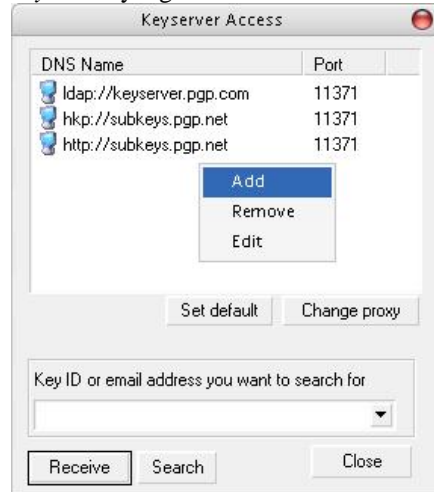 Keyserver Access
DNS Name Port
ldap://keyserver.pgp.com 11371
hkp://subkeys.pgp.net 11371
http://subkeys.pgp.net 11371
Add
Remove
Edit
Set default Change proxy
Key ID or email address you want to search for
Receive Search Close